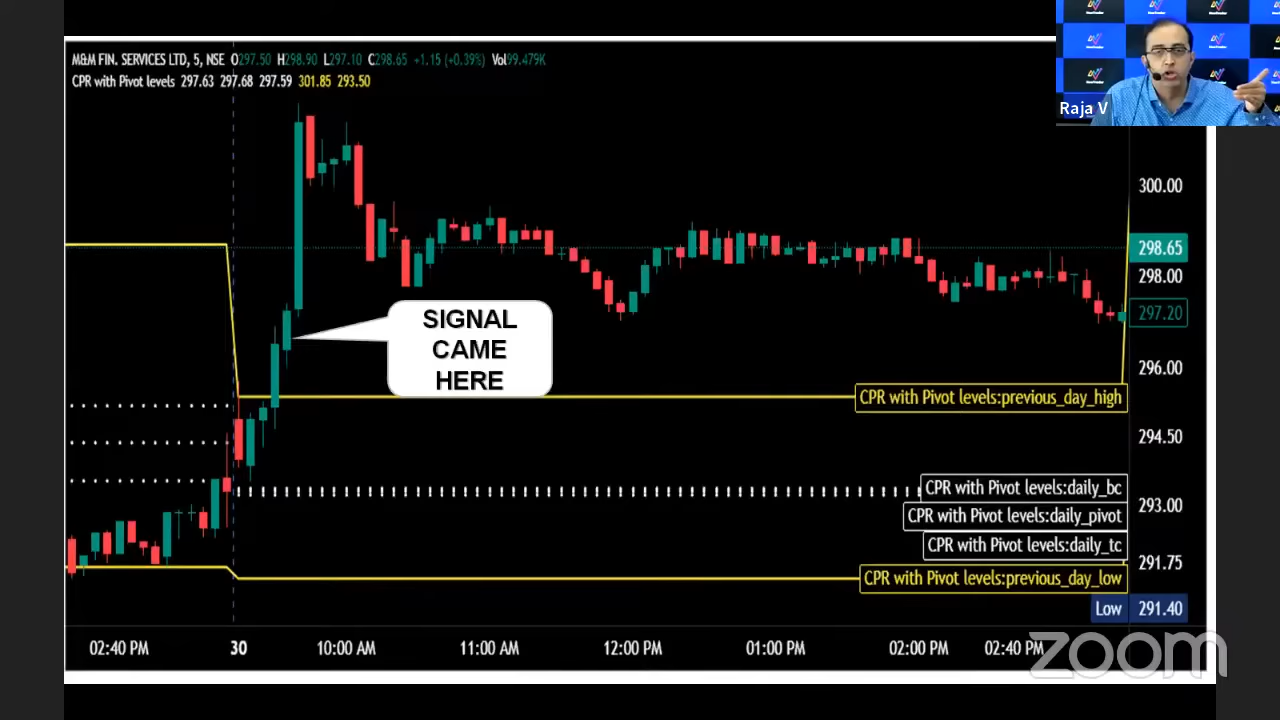 M&M FIN. SERVICES LTD, 5, NSE O297.50 H298.90 L297.10 C298.65 +1.15 (+0.39%) Vol99.479K
CPR with Pivot levels 297.63 297.68 297.59 301.85 293.50
Raja V
300.00
298.65
298.00
297.20
SIGNAL
CAME
HERE
296.00
CPR with Pivot levels:previous_day_high
294.50
CPR with Pivot levels:daily_bc
293.00
CPR with Pivot levels:daily_pivot
CPR with Pivot levels:daily_tc
291.75
CPR with Pivot levels:previous_day_low
Low 291.40
02:40 PM 30 10:00 AM 11:00 AM 12:00 PM 01:00 PM 02:00 PM 02:40 PM
zoom